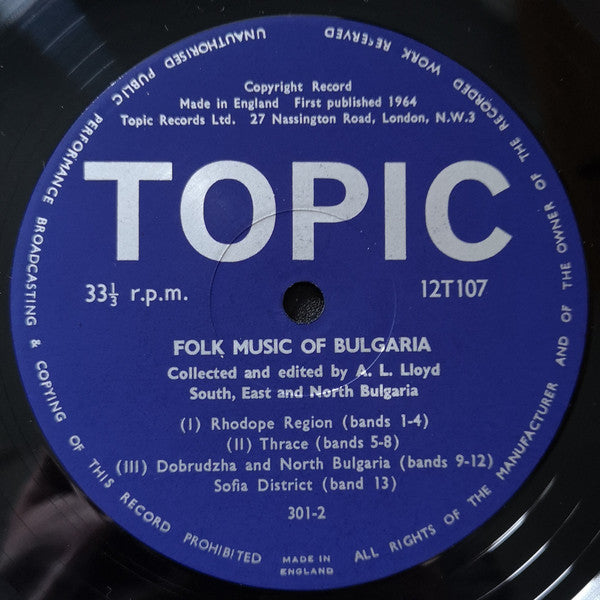 Copyright Record
Made in England First published 1964
Topic Records Ltd. 27 Nassington Road, London, N.W.3
TOPIC
33⅓ r.p.m.
12T107
FOLK MUSIC OF BULGARIA
Collected and edited by A. L. Lloyd
South, East and North Bulgaria
(I) Rhodope Region (bands 1-4)
(II) Thrace (bands 5-8)
(III) Dobrudzha and North Bulgaria (bands 9-12)
Sofia District (band 13)
301-2
MADE IN
ENGLAND
ALL RIGHTS OF THE MANUFACTURER AND OF THE OWNER OF THE RECORDED WORK RESERVED
UNAUTHORISED PUBLIC PERFORMANCE BROADCASTING & COPYING OF THIS RECORD PROHIBITED